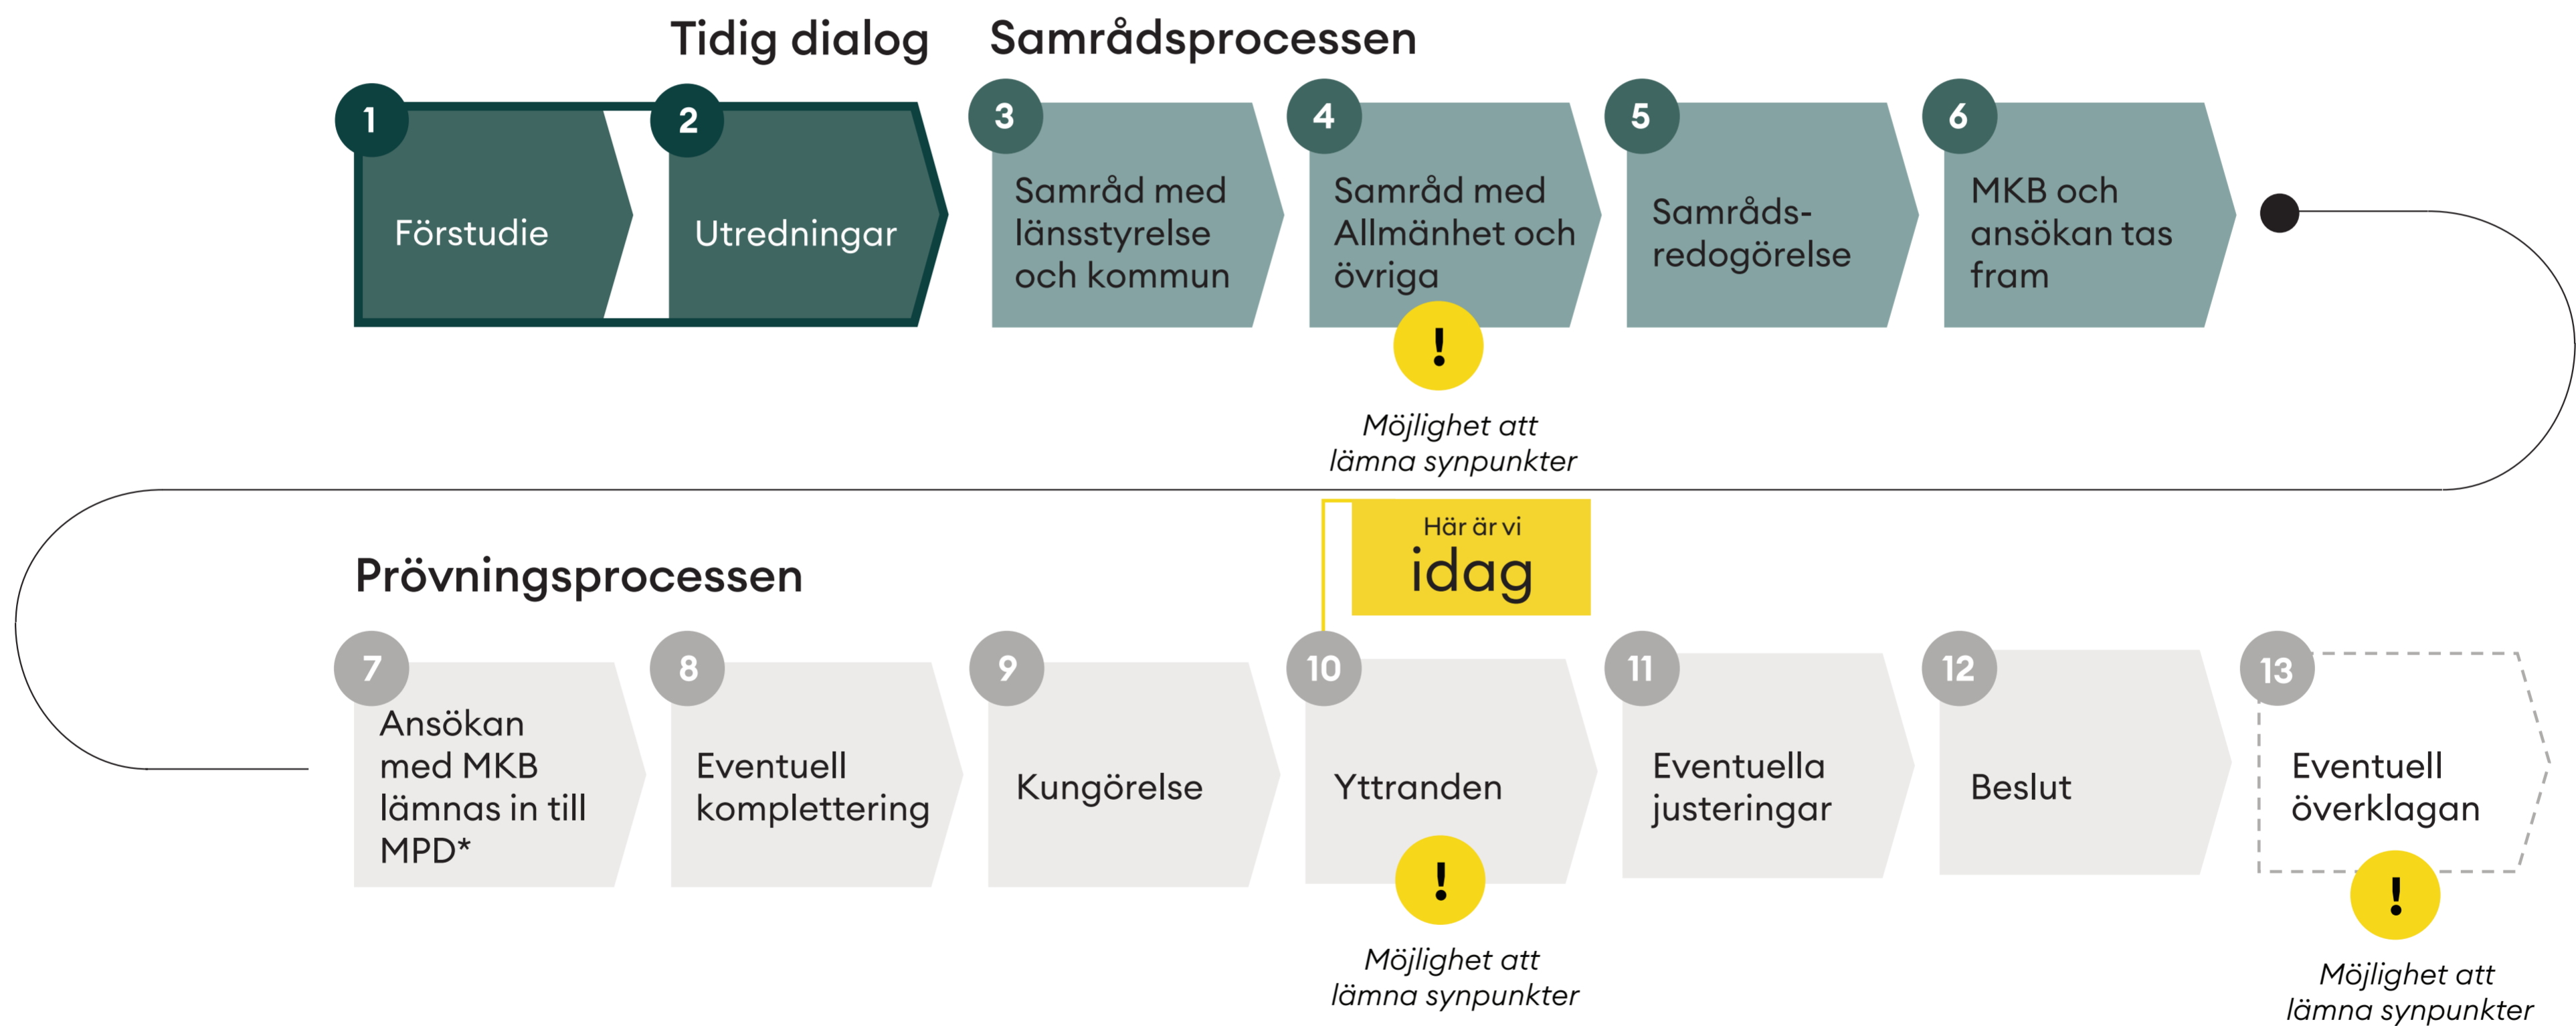 Tidig dialog
Samrådsprocessen
1
Förstudie
2
Utredningar
3
Samråd med
länsstyrelse
och kommun
4
Samråd med
Allmänhet och
övriga
!
Möjlighet att
lämna synpunkter
5
Samråds-
redogörelse
6
MKB och
ansökan tas
fram
Här är vi
idag
Prövningsprocessen
7
Ansökan
med MKB
lämnas in till
MPD*
8
Eventuell
komplettering
9
Kungörelse
10
Yttranden
!
Möjlighet att
lämna synpunkter
11
Eventuella
justeringar
12
Beslut
13
Eventuell
överklagan
!
Möjlighet att
lämna synpunkter